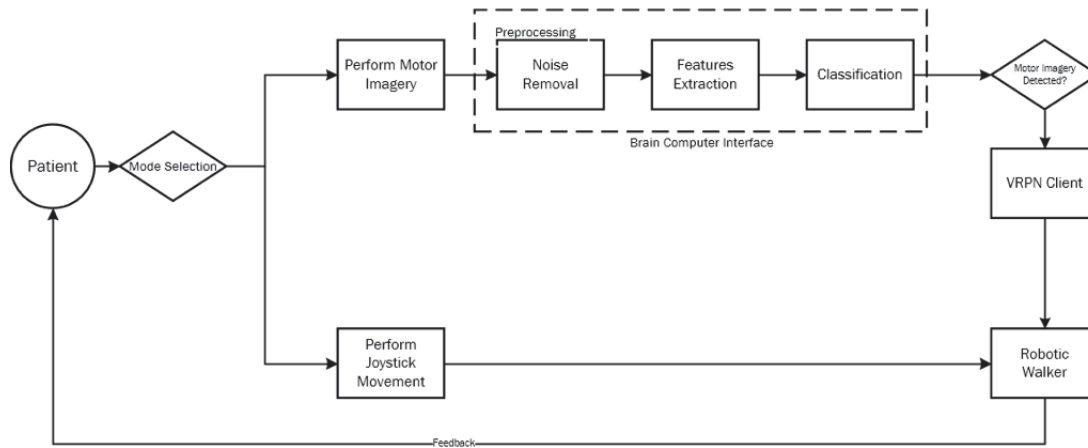 Preprocessing
Perform Motor
Imagery
Noise
Removal
Features
Extraction
Classification
Motor Imagery
Detected?
Brain Computer Interface
Patient
Mode Selection
VRPN Client
Perform
Joystick
Movement
Robotic
Walker
Feedback